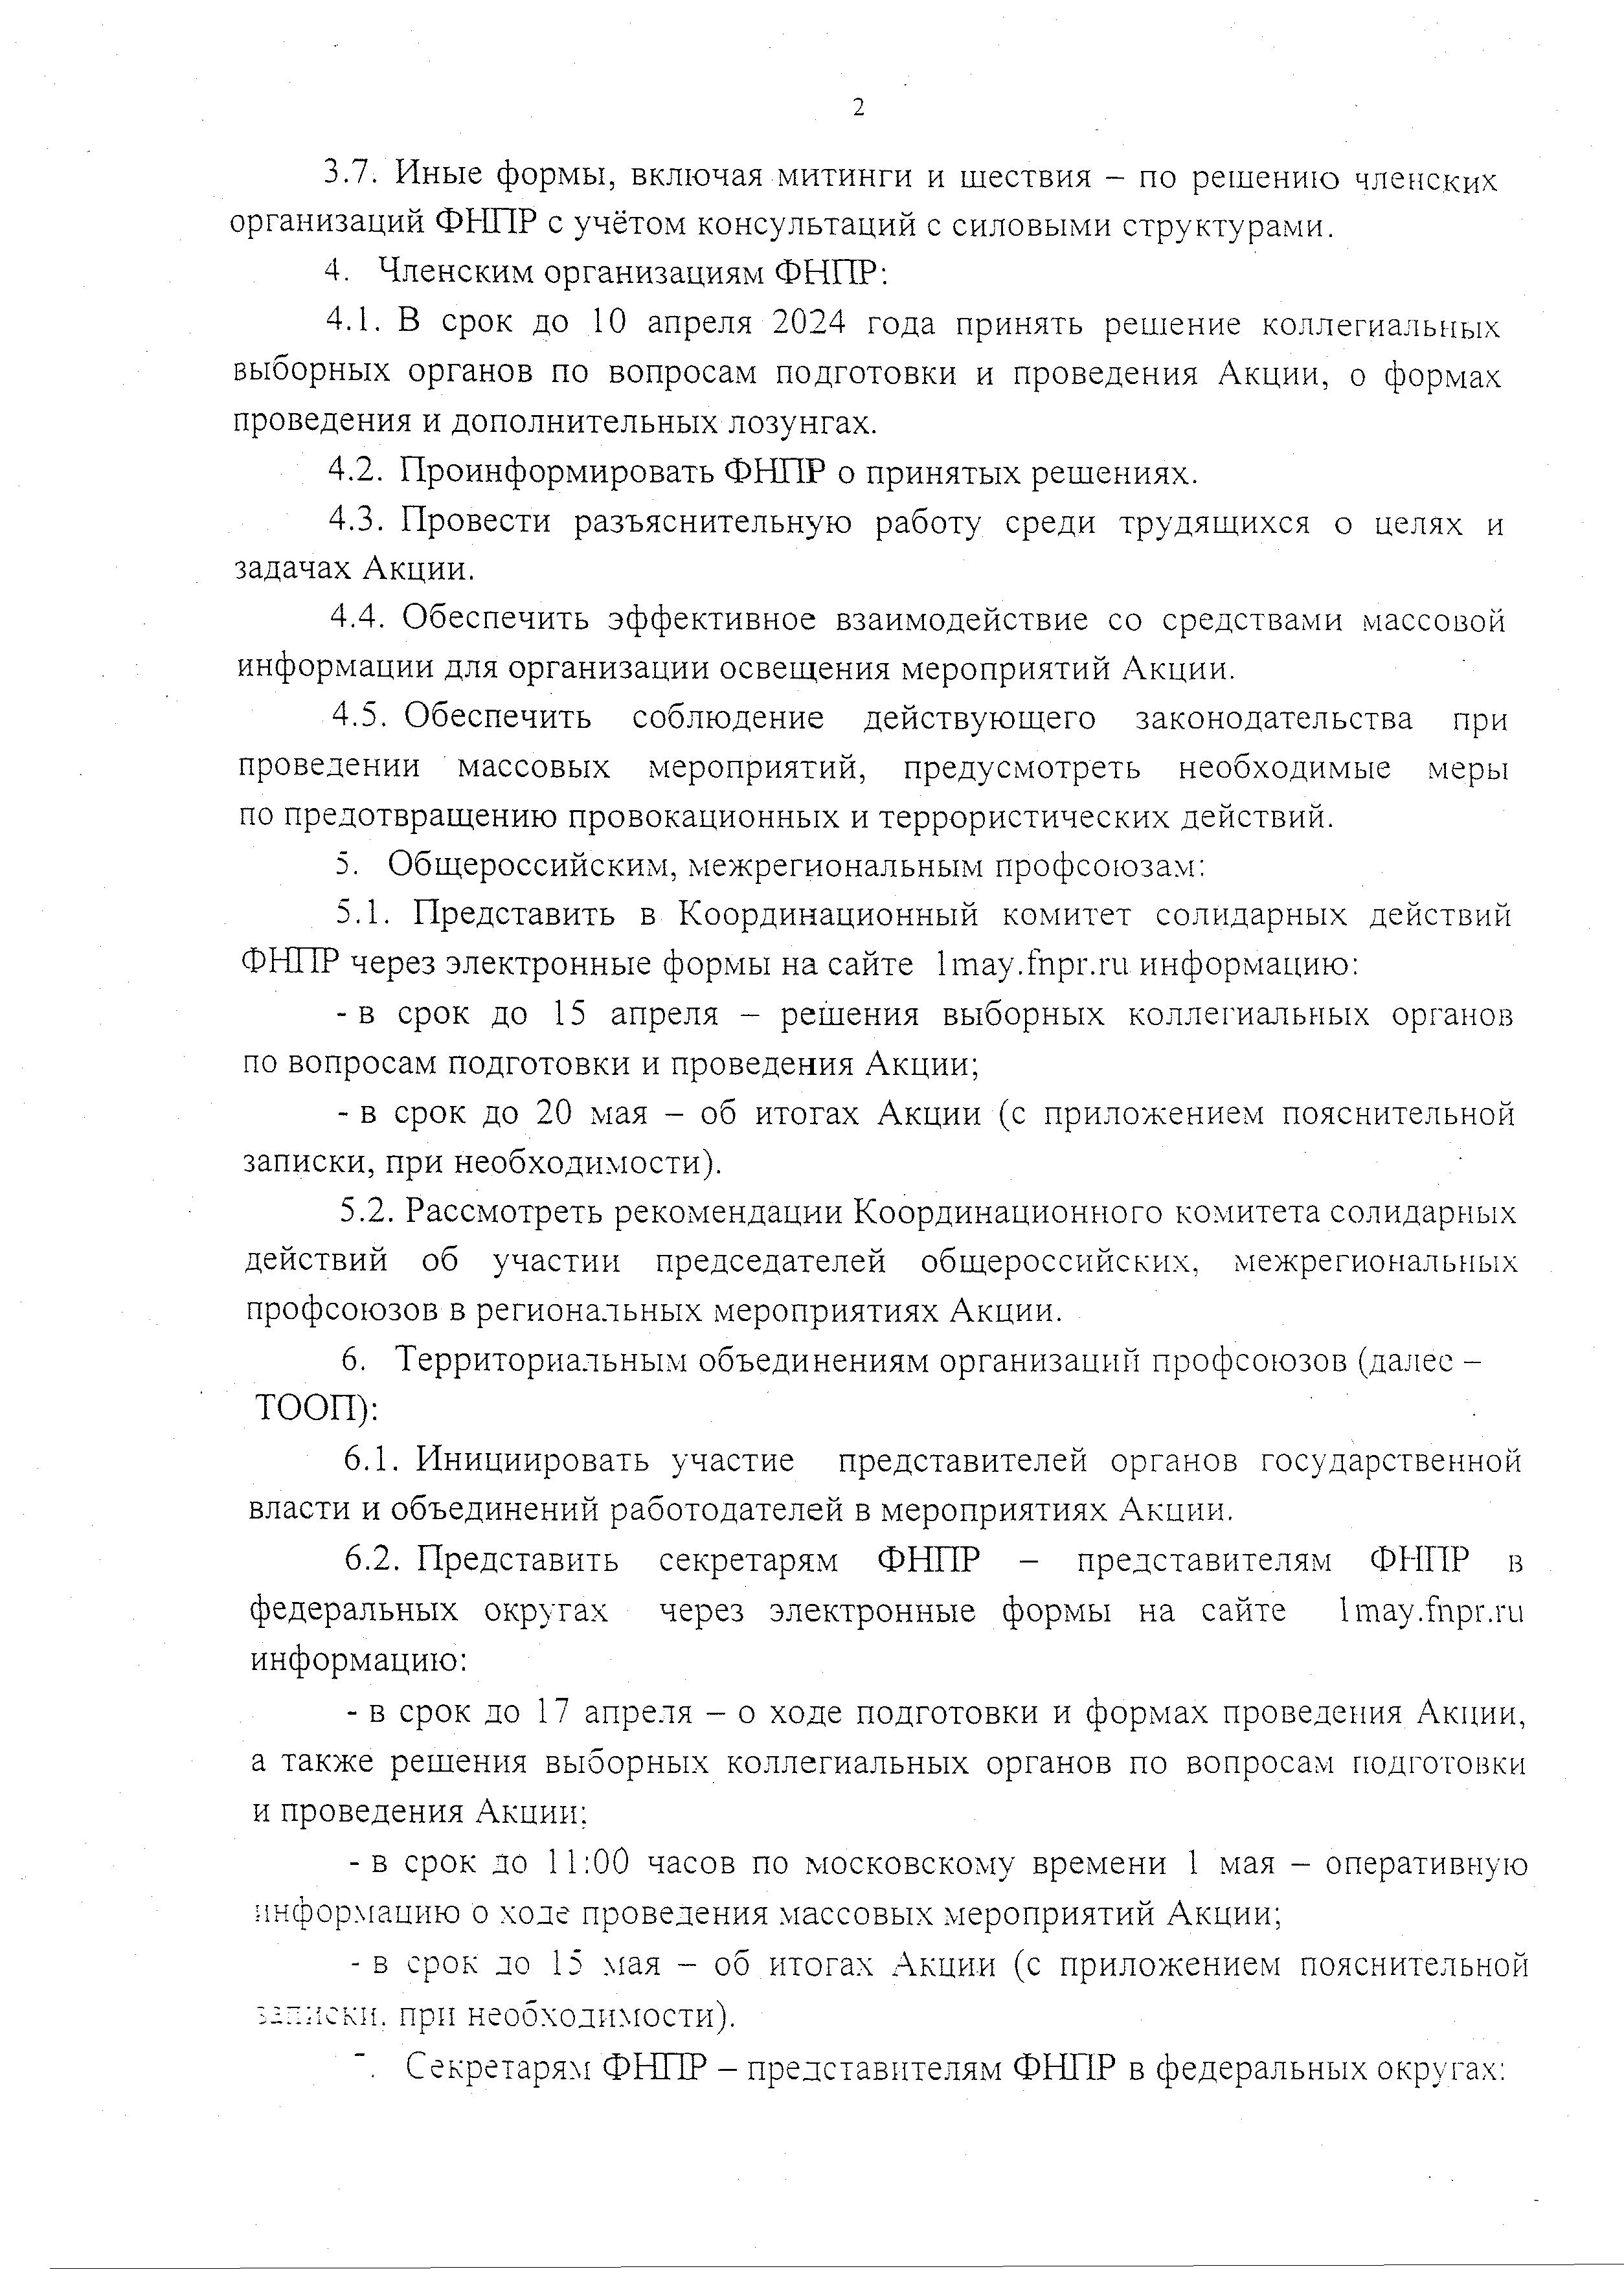 2
3.7. Иные формы, включая митинги и шествия – по решению членских
организаций ФНПР с учётом консультаций с силовыми структурами.
4. Членским организациям ФНПР:
4.1. В срок до 10 апреля 2024 года принять решение коллегиальных
выборных органов по вопросам подготовки и проведения Акции, о формах
проведения и дополнительных лозунгах.
4.2. Проинформировать ФНПР о принятых решениях.
4.3. Провести разъяснительную работу среди трудящихся о целях и
задачах Акции.
4.4. Обеспечить эффективное взаимодействие со средствами массовой
информации для организации освещения мероприятий Акции.
4.5. Обеспечить соблюдение действующего законодательства при
проведении массовых мероприятий, предусмотреть необходимые меры
по предотвращению провокационных и террористических действий.
5. Общероссийским, межрегиональным профсоюзам:
5.1. Представить в Координационный комитет солидарных действий
ФНПР через электронные формы на сайте 1may.fnpr.ru информацию:
- в срок до 15 апреля – решения выборных коллегиальных органов
по вопросам подготовки и проведения Акции;
- в срок до 20 мая – об итогах Акции (с приложением пояснительной
записки, при необходимости).
5.2. Рассмотреть рекомендации Координационного комитета солидарных
действий об участии председателей общероссийских, межрегиональных
профсоюзов в региональных мероприятиях Акции.
6. Территориальным объединениям организаций профсоюзов (далее –
ТООП):
6.1. Инициировать участие представителей органов государственной
власти и объединений работодателей в мероприятиях Акции.
6.2. Представить секретарям ФНПР – представителям ФНПР в
федеральных округах через электронные формы на сайте 1may.fnpr.ru
информацию:
- в срок до 17 апреля – о ходе подготовки и формах проведения Акции,
а также решения выборных коллегиальных органов по вопросам подготовки
и проведения Акции;
- в срок до 11:00 часов по московскому времени 1 мая – оперативную
информацию о ходе проведения массовых мероприятий Акции;
- в срок до 15 мая – об итогах Акции (с приложением пояснительной
записки, при необходимости).
7. Секретарям ФНПР – представителям ФНПР в федеральных округах: